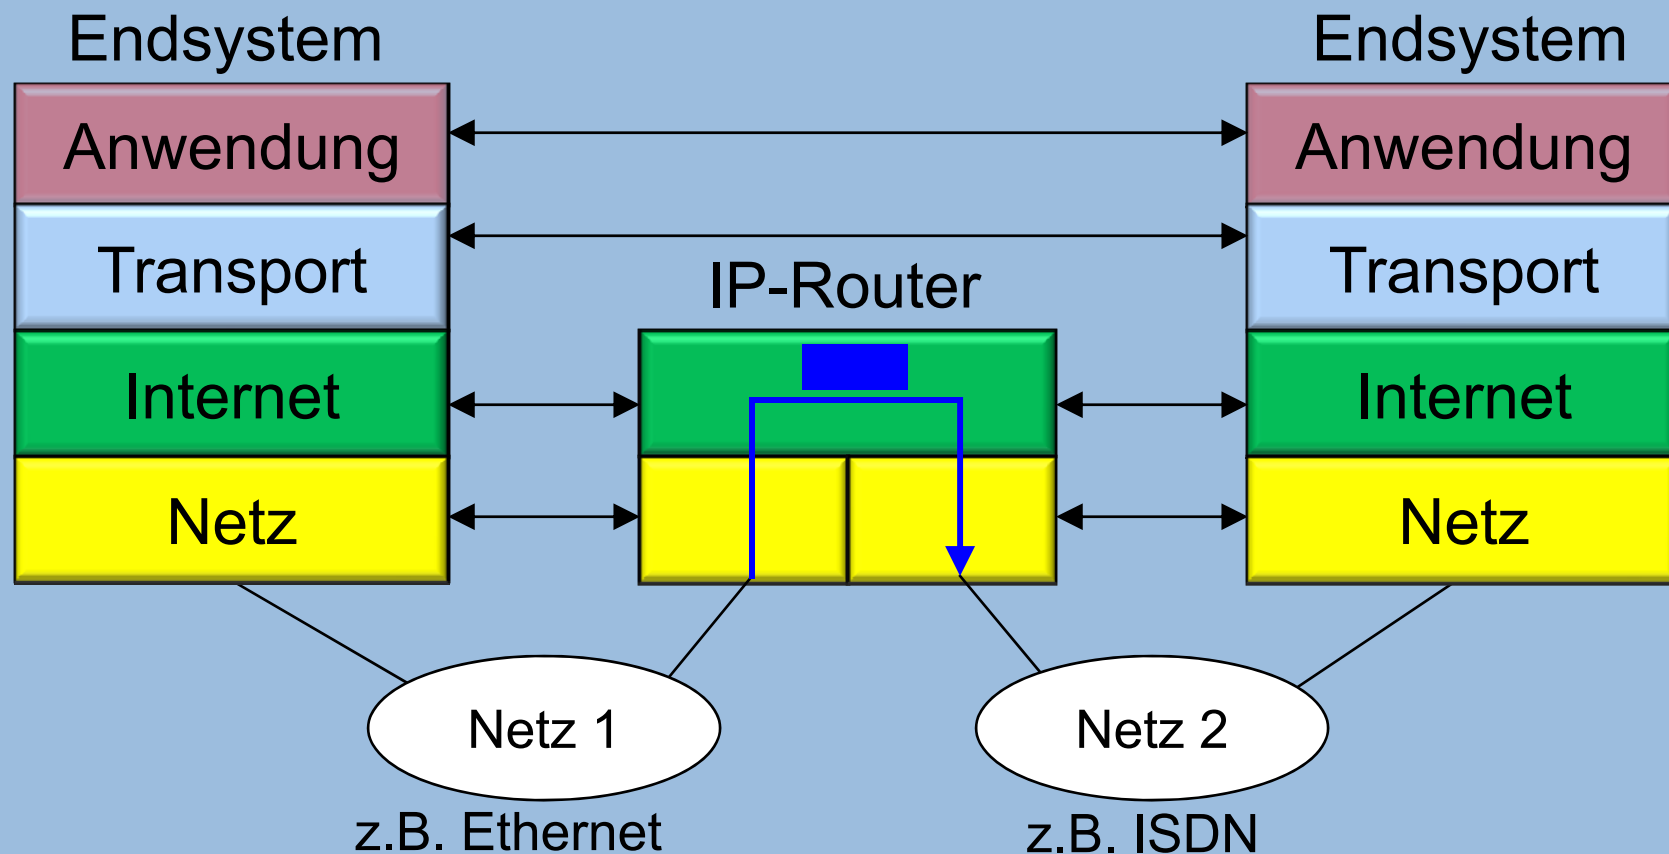 Endsystem
Endsystem
Anwendung
Anwendung
Transport
Transport
IP-Router
Internet
Internet
Netz
Netz
Netz 1
Netz 2
z.B. Ethernet
z.B. ISDN